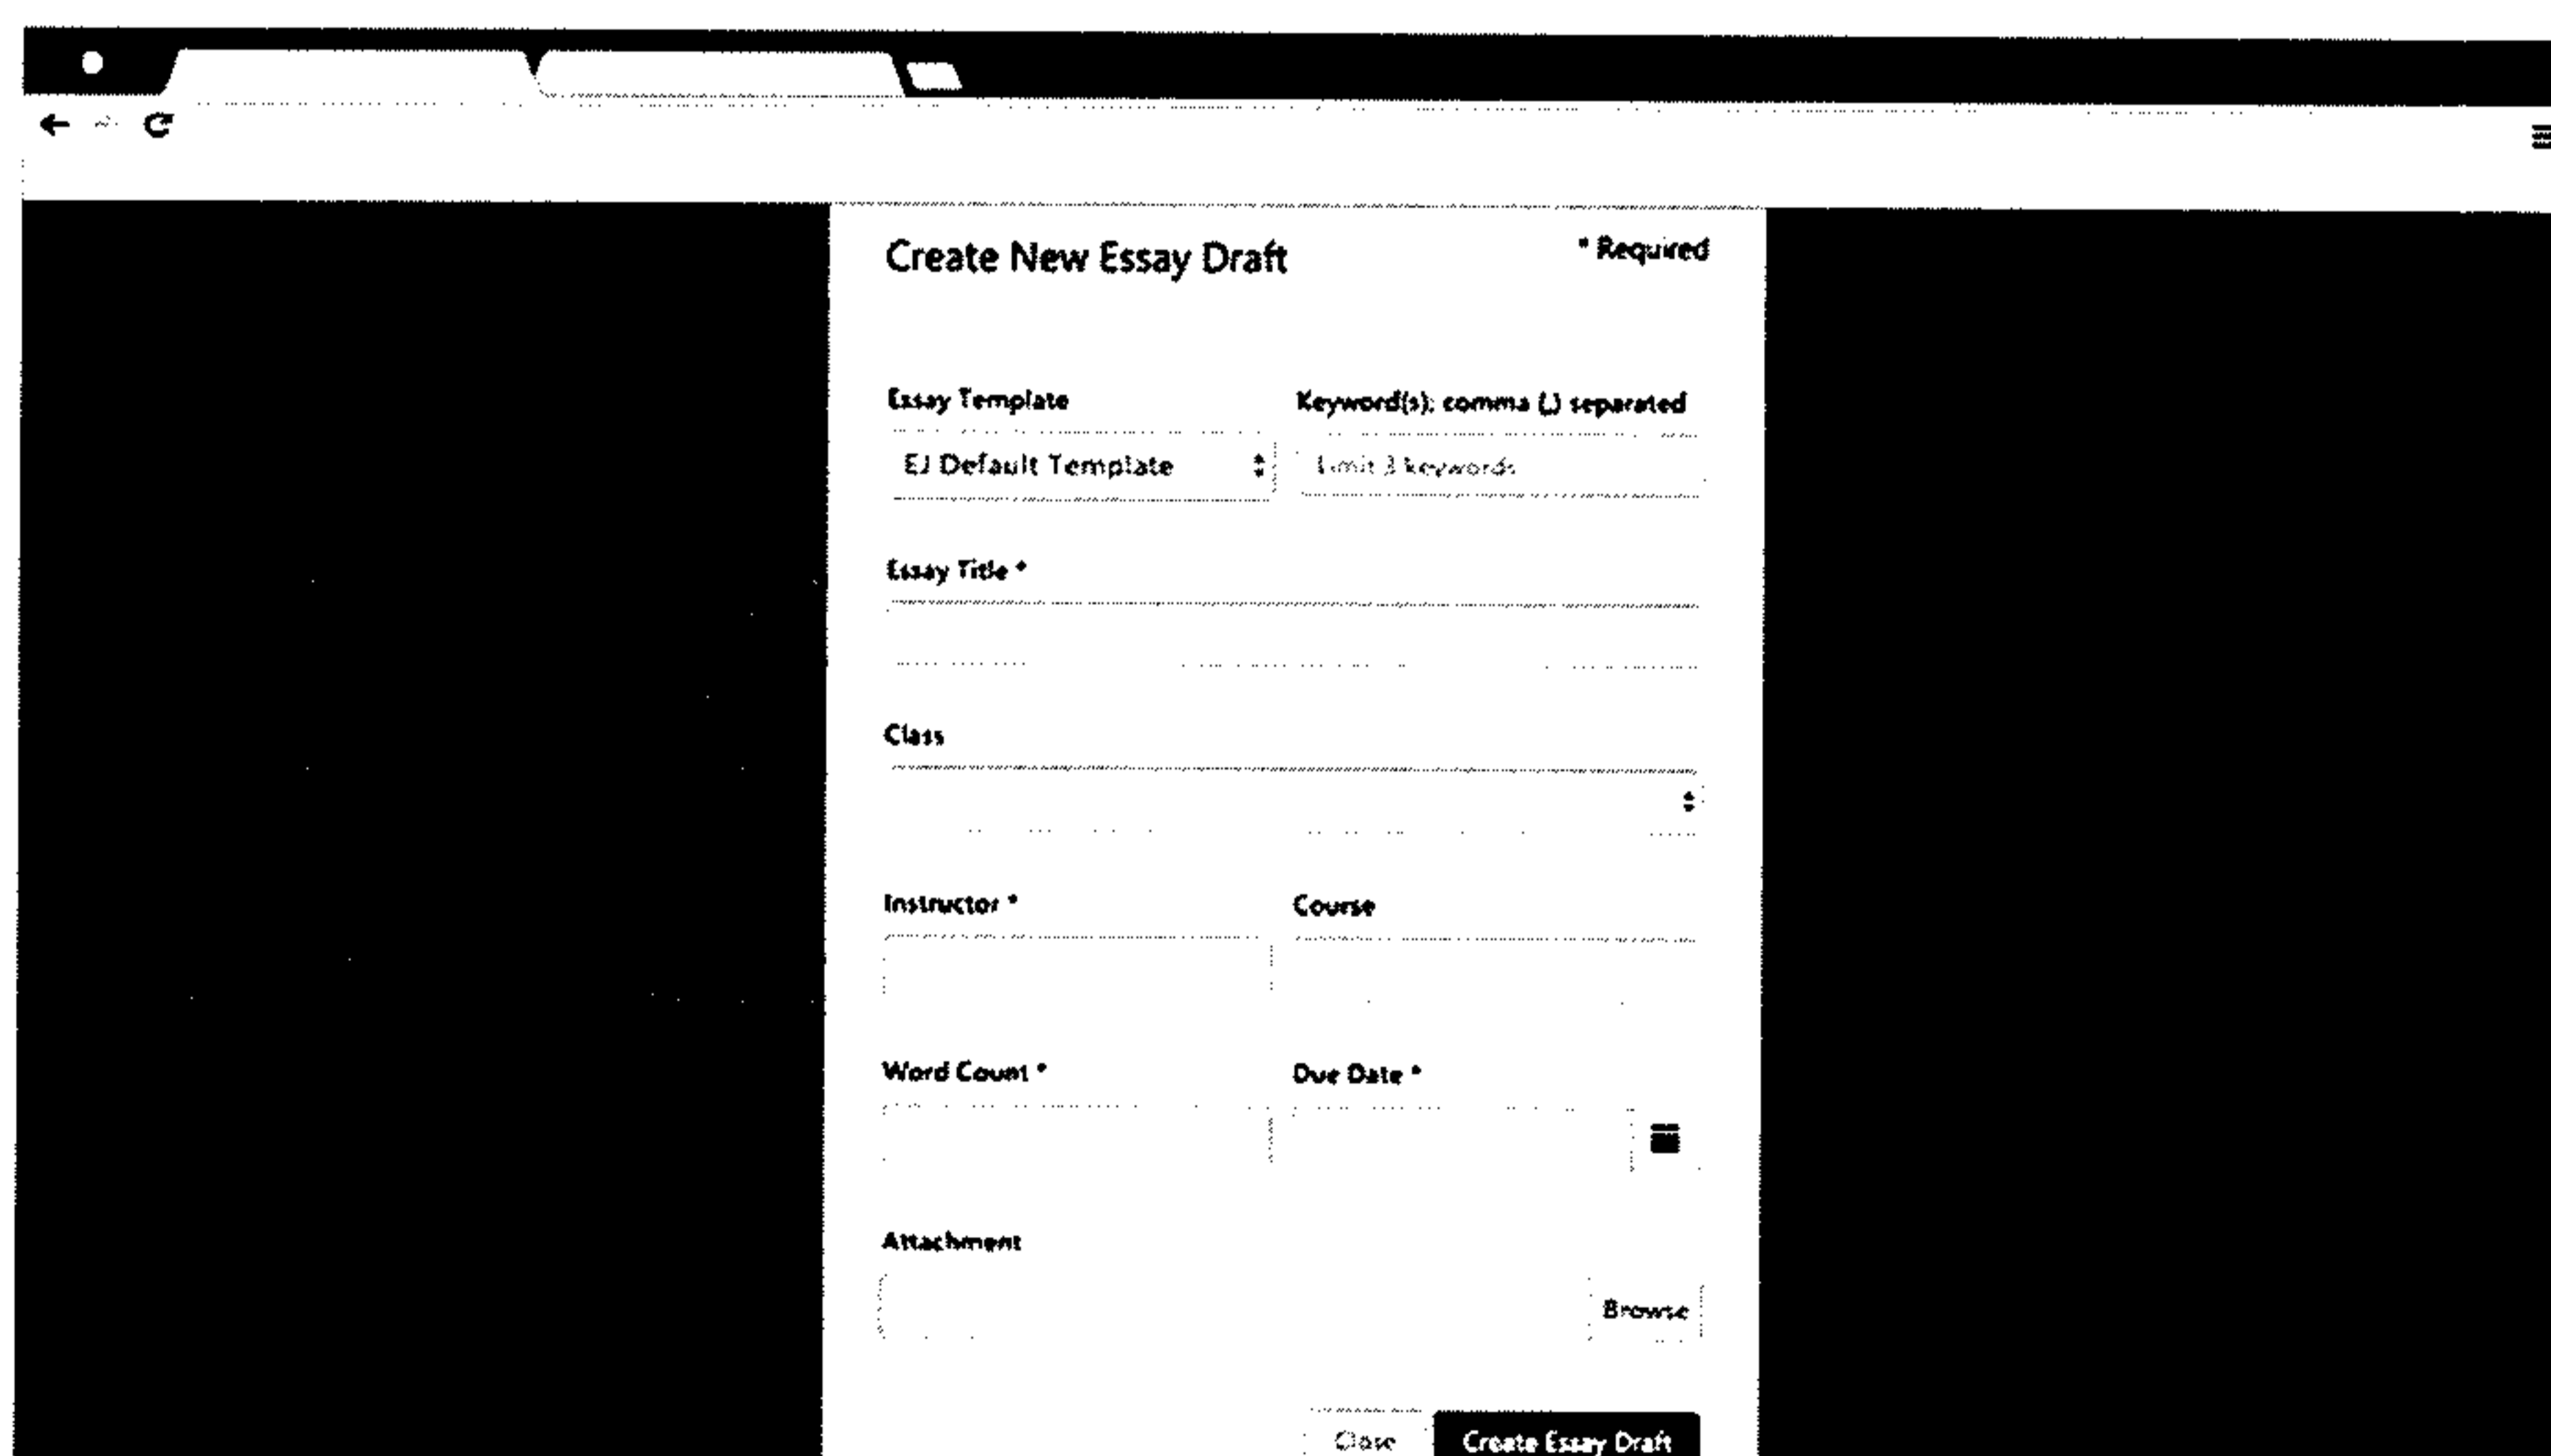 Create New Essay Draft
* Required
Essay Template
Keyword(s); comma (,) separated
EJ Default Template
Limit 3 keywords
Essay Title *
Class
Instructor *
Course
Word Count *
Due Date *
Attachment
Browse
Close
Create Essay Draft